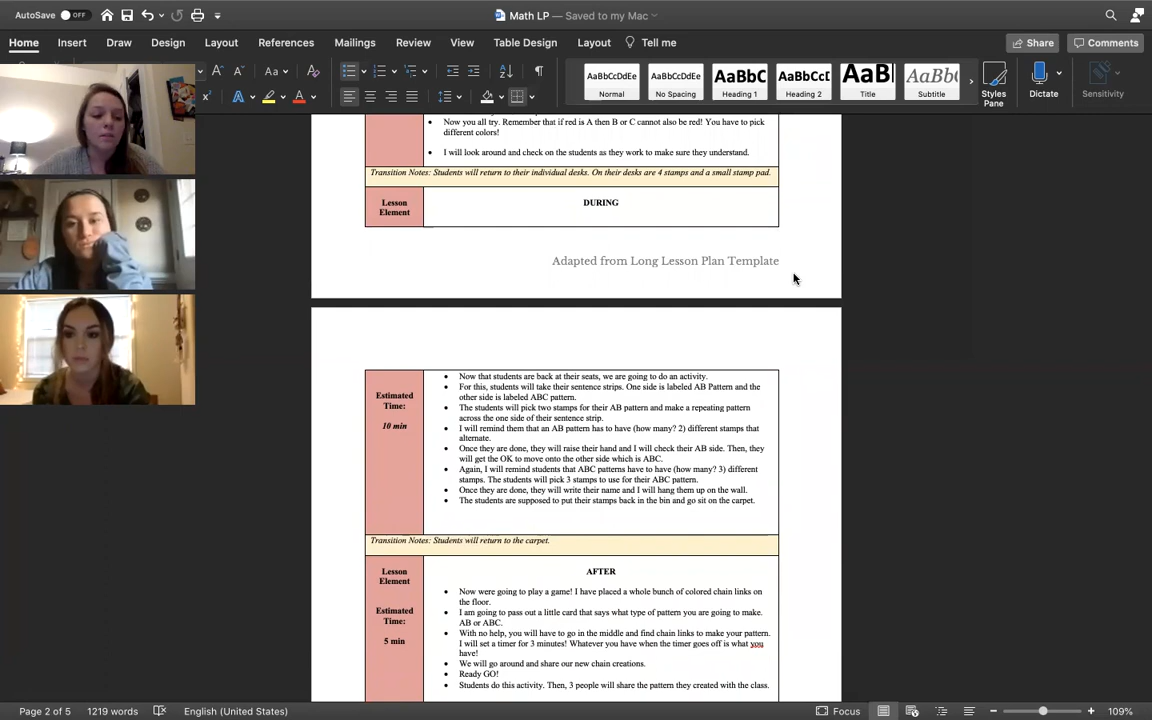 AutoSave OFF Math LP — Saved to my Mac
Home Insert Draw Design Layout References Mailings Review View Table Design Layout Tell me Share Comments
Aa
AaBbCcDdEe AaBbCcDdEe AaBbC AaBbCcI AaBl
Normal No Spacing Heading 1 Heading 2 Title Subtitle
Styles Pane
Dictate
Sensitivity
Now you all try. Remember that if red is A then B or C cannot also be red! You have to pick
different colors!
I will look around and check on the students as they work to make sure they understand.
Transition Notes: Students will return to their individual desks. On their desks are 4 stamps and a small stamp pad.
Lesson
Element
DURING
Adapted from Long Lesson Plan Template
Estimated
Time:
10 min
Now that students are back at their seats, we are going to do an activity.
For this, students will take their sentence strips. One side is labeled AB Pattern and the
other side is labeled ABC pattern.
The students will pick two stamps for their AB pattern and make a repeating pattern
across the one side of their sentence strip.
I will remind them that an AB pattern has to have (how many? 2) different stamps that
alternate.
Once they are done, they will raise their hand and I will check their AB side. Then, they
will get the OK to move onto the other side which is ABC.
Again, I will remind students that ABC patterns have to have (how many? 3) different
stamps. The students will pick 3 stamps to use for their ABC pattern.
Once they are done, they will write their name and I will hang them up on the wall.
The students are supposed to put their stamps back in the bin and go sit on the carpet.
Transition Notes: Students will return to the carpet.
Lesson
Element
Estimated
Time:
5 min
AFTER
Now were going to play a game! I have placed a whole bunch of colored chain links on
the floor.
I am going to pass out a little card that says what type of pattern you are going to make.
AB or ABC.
With no help, you will have to go in the middle and find chain links to make your pattern.
I will set a timer for 3 minutes! Whatever you have when the timer goes off is what you
have!
We will go around and share our new chain creations.
Ready GO!
Students do this activity. Then, 3 people will share the pattern they created with the class.
Page 2 of 5 1219 words English (United States) Focus 109%